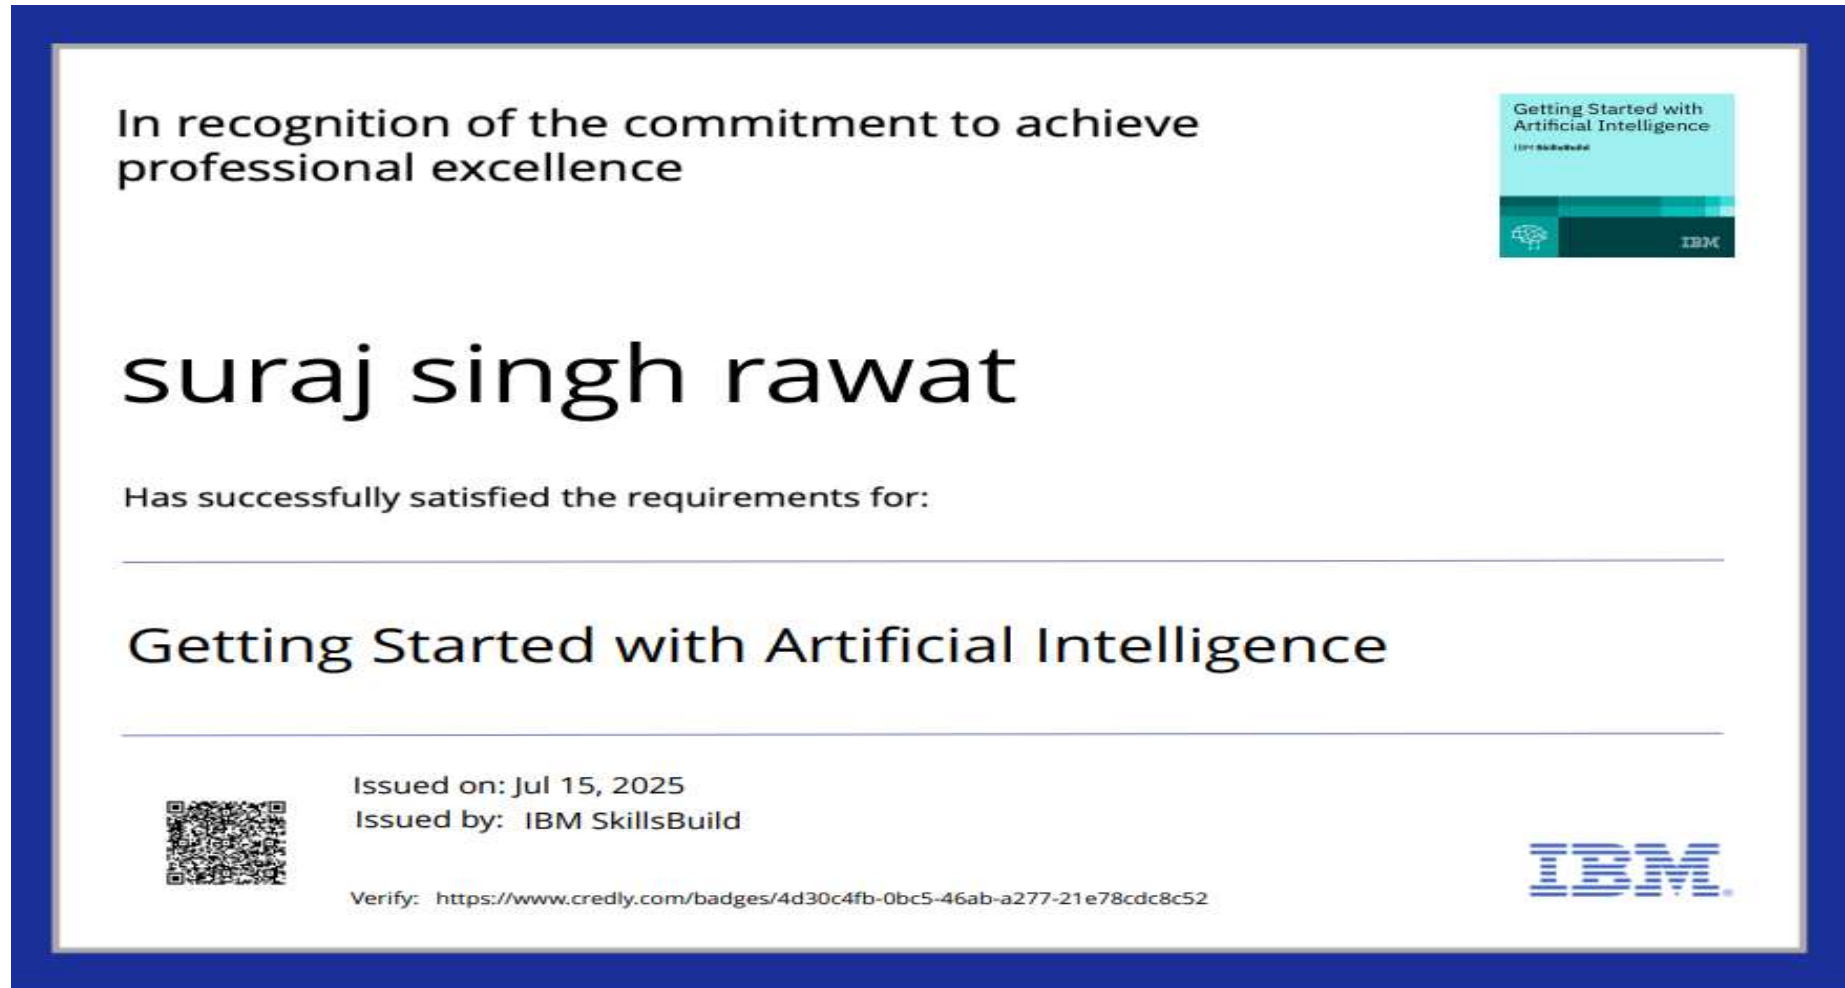 In recognition of the commitment to achieve
professional excellence
Getting Started with
Artificial Intelligence
IBM SkillsBuild
IBM
suraj singh rawat
Has successfully satisfied the requirements for:
Getting Started with Artificial Intelligence
Issued on: Jul 15, 2025
Issued by: IBM SkillsBuild
Verify: https://www.credly.com/badges/4d30c4fb-0bc5-46ab-a277-21e78cdc8c52
IBM